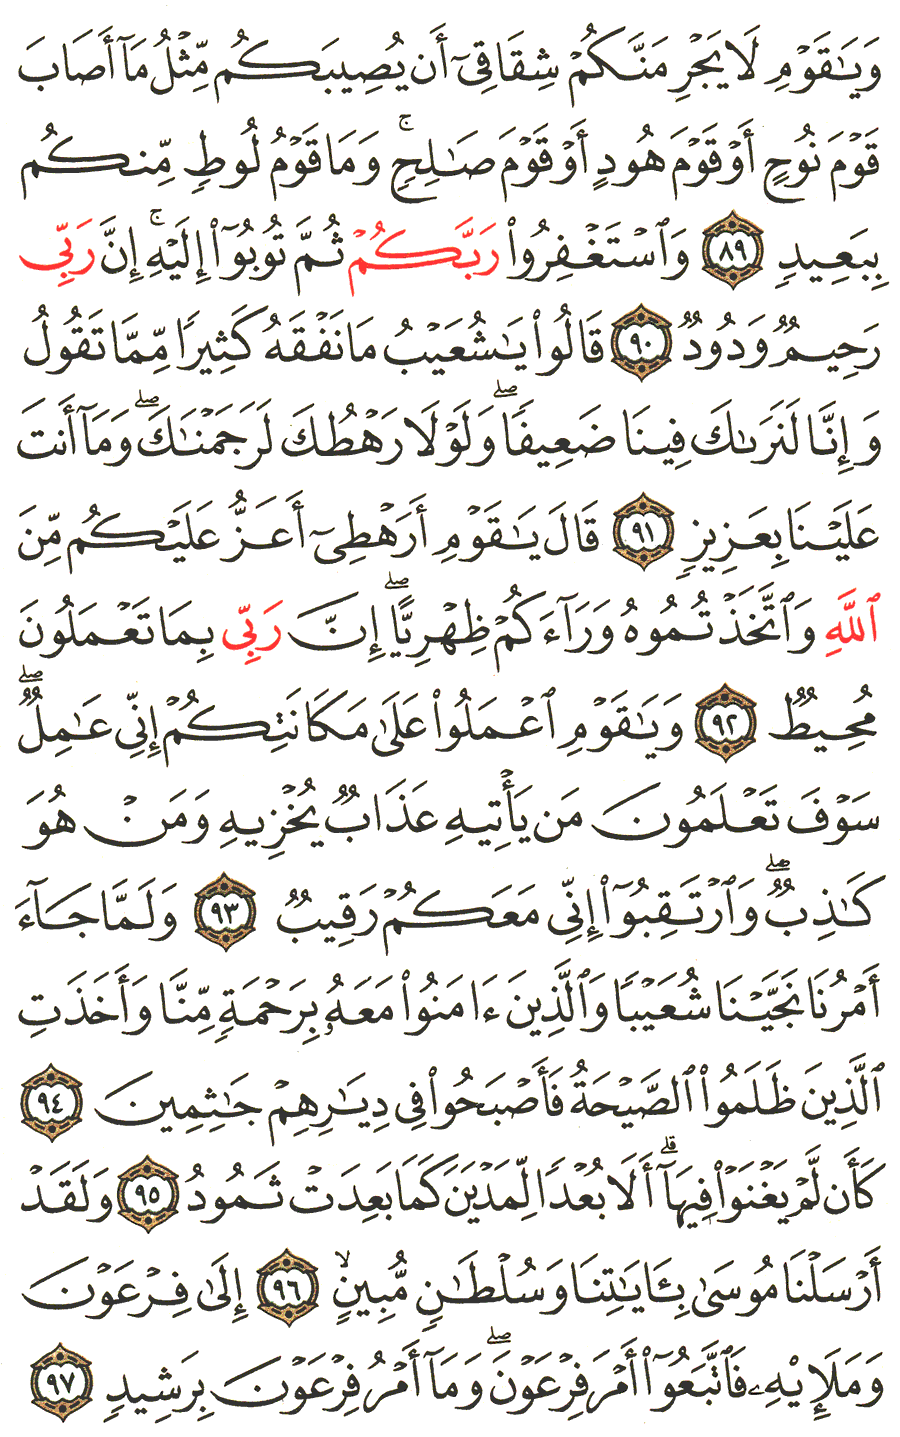 وَيَٰقَوْمِ لَا يَجْرِمَنَّكُمْ شِقَاقِىٓ أَن يُصِيبَكُم مِّثْلُ مَآ أَصَابَ
قَوْمَ نُوحٍ أَوْ قَوْمَ هُودٍ أَوْ قَوْمَ صَٰلِحٍۚ وَمَا قَوْمُ لُوطٍ مِّنكُم
بِبَعِيدٍ ٨٩ وَٱسْتَغْفِرُوا۟ رَبَّكُمْ ثُمَّ تُوبُوٓا۟ إِلَيْهِۚ إِنَّ رَبِّى
رَحِيمٌ وَدُودٌ ٩٠ قَالُوا۟ يَٰشُعَيْبُ مَا نَفْقَهُ كَثِيرًا مِّمَّا تَقُولُ
وَإِنَّا لَنَرَىٰكَ فِينَا ضَعِيفًاۖ وَلَوْلَا رَهْطُكَ لَرَجَمْنَٰكَۖ وَمَآ أَنتَ
عَلَيْنَا بِعَزِيزٍ ٩١ قَالَ يَٰقَوْمِ أَرَهْطِىٓ أَعَزُّ عَلَيْكُم مِّنَ
ٱللَّهِ وَٱتَّخَذْتُمُوهُ وَرَآءَكُمْ ظِهْرِيًّاۖ إِنَّ رَبِّى بِمَا تَعْمَلُونَ
مُحِيطٌ ٩٢ وَيَٰقَوْمِ ٱعْمَلُوا۟ عَلَىٰ مَكَانَتِكُمْ إِنِّى عَٰمِلٌۖ
سَوْفَ تَعْلَمُونَ مَن يَأْتِيهِ عَذَابٌ يُخْزِيهِ وَمَنْ هُوَ
كَٰذِبٌۖ وَٱرْتَقِبُوٓا۟ إِنِّى مَعَكُمْ رَقِيبٌ ٩٣ وَلَمَّا جَآءَ
أَمْرُنَا نَجَّيْنَا شُعَيْبًا وَٱلَّذِينَ ءَامَنُوا۟ مَعَهُۥ بِرَحْمَةٍ مِّنَّا وَأَخَذَتِ
ٱلَّذِينَ ظَلَمُوا۟ ٱلصَّيْحَةُ فَأَصْبَحُوا۟ فِى دِيَٰرِهِمْ جَٰثِمِينَ ٩٤
كَأَن لَّمْ يَغْنَوْا۟ فِيهَآۗ أَلَا بُعْدًا لِّمَدْيَنَ كَمَا بَعِدَتْ ثَمُودُ ٩٥ وَلَقَدْ
أَرْسَلْنَا مُوسَىٰ بِـَٔايَٰتِنَا وَسُلْطَٰنٍ مُّبِينٍۙ ٩٦ إِلَىٰ فِرْعَوْنَ
وَمَلَإِي۟هِۦ فَٱتَّبَعُوٓا۟ أَمْرَ فِرْعَوْنَۖ وَمَآ أَمْرُ فِرْعَوْنَ بِرَشِيدٍ ٩٧